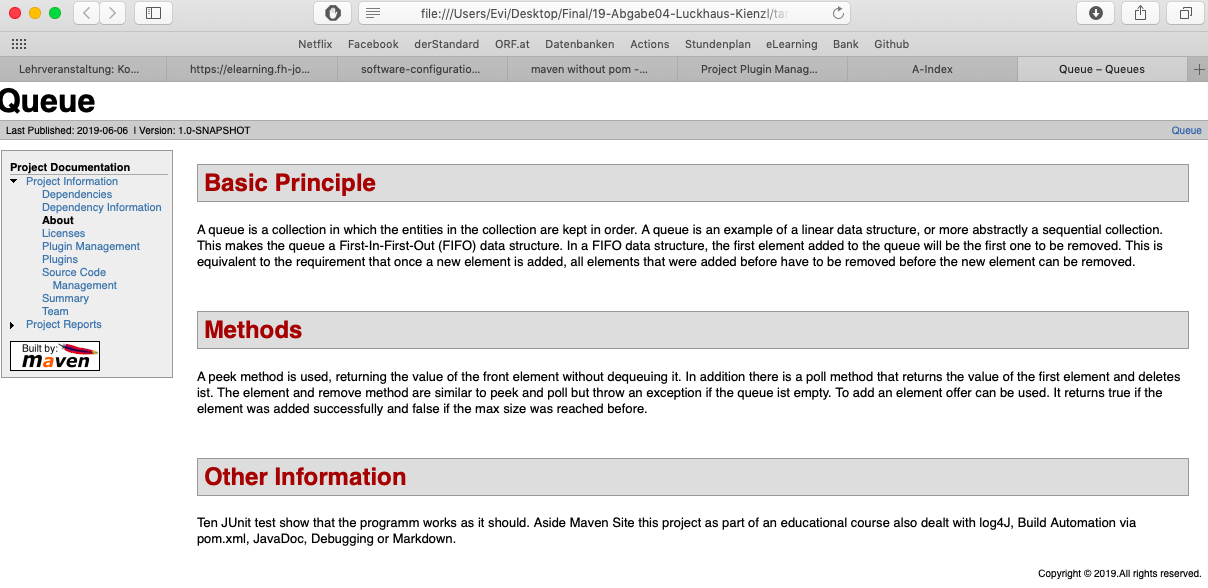 file:///Users/Evi/Desktop/Final/19-Abgabe04-Luckhaus-Kienzl/tar
Netflix Facebook derStandard ORF.at Datenbanken Actions Stundenplan eLearning Bank Github
Lehrveranstaltung: Ko... https://elearning.fh-jo... software-configuratio... maven without pom -... Project Plugin Manag... A-Index Queue – Queues
Queue
Last Published: 2019-06-06 | Version: 1.0-SNAPSHOT Queue
Project Documentation
Project Information
Dependencies
Dependency Information
About
Licenses
Plugin Management
Plugins
Source Code
Management
Summary
Team
Project Reports
Built by:
maven
Basic Principle
A queue is a collection in which the entities in the collection are kept in order. A queue is an example of a linear data structure, or more abstractly a sequential collection.
This makes the queue a First-In-First-Out (FIFO) data structure. In a FIFO data structure, the first element added to the queue will be the first one to be removed. This is
equivalent to the requirement that once a new element is added, all elements that were added before have to be removed before the new element can be removed.
Methods
A peek method is used, returning the value of the front element without dequeuing it. In addition there is a poll method that returns the value of the first element and deletes
ist. The element and remove method are similar to peek and poll but throw an exception if the queue ist empty. To add an element offer can be used. It returns true if the
element was added successfully and false if the max size was reached before.
Other Information
Ten JUnit test show that the programm works as it should. Aside Maven Site this project as part of an educational course also dealt with log4J, Build Automation via
pom.xml, JavaDoc, Debugging or Markdown.
Copyright © 2019.All rights reserved.